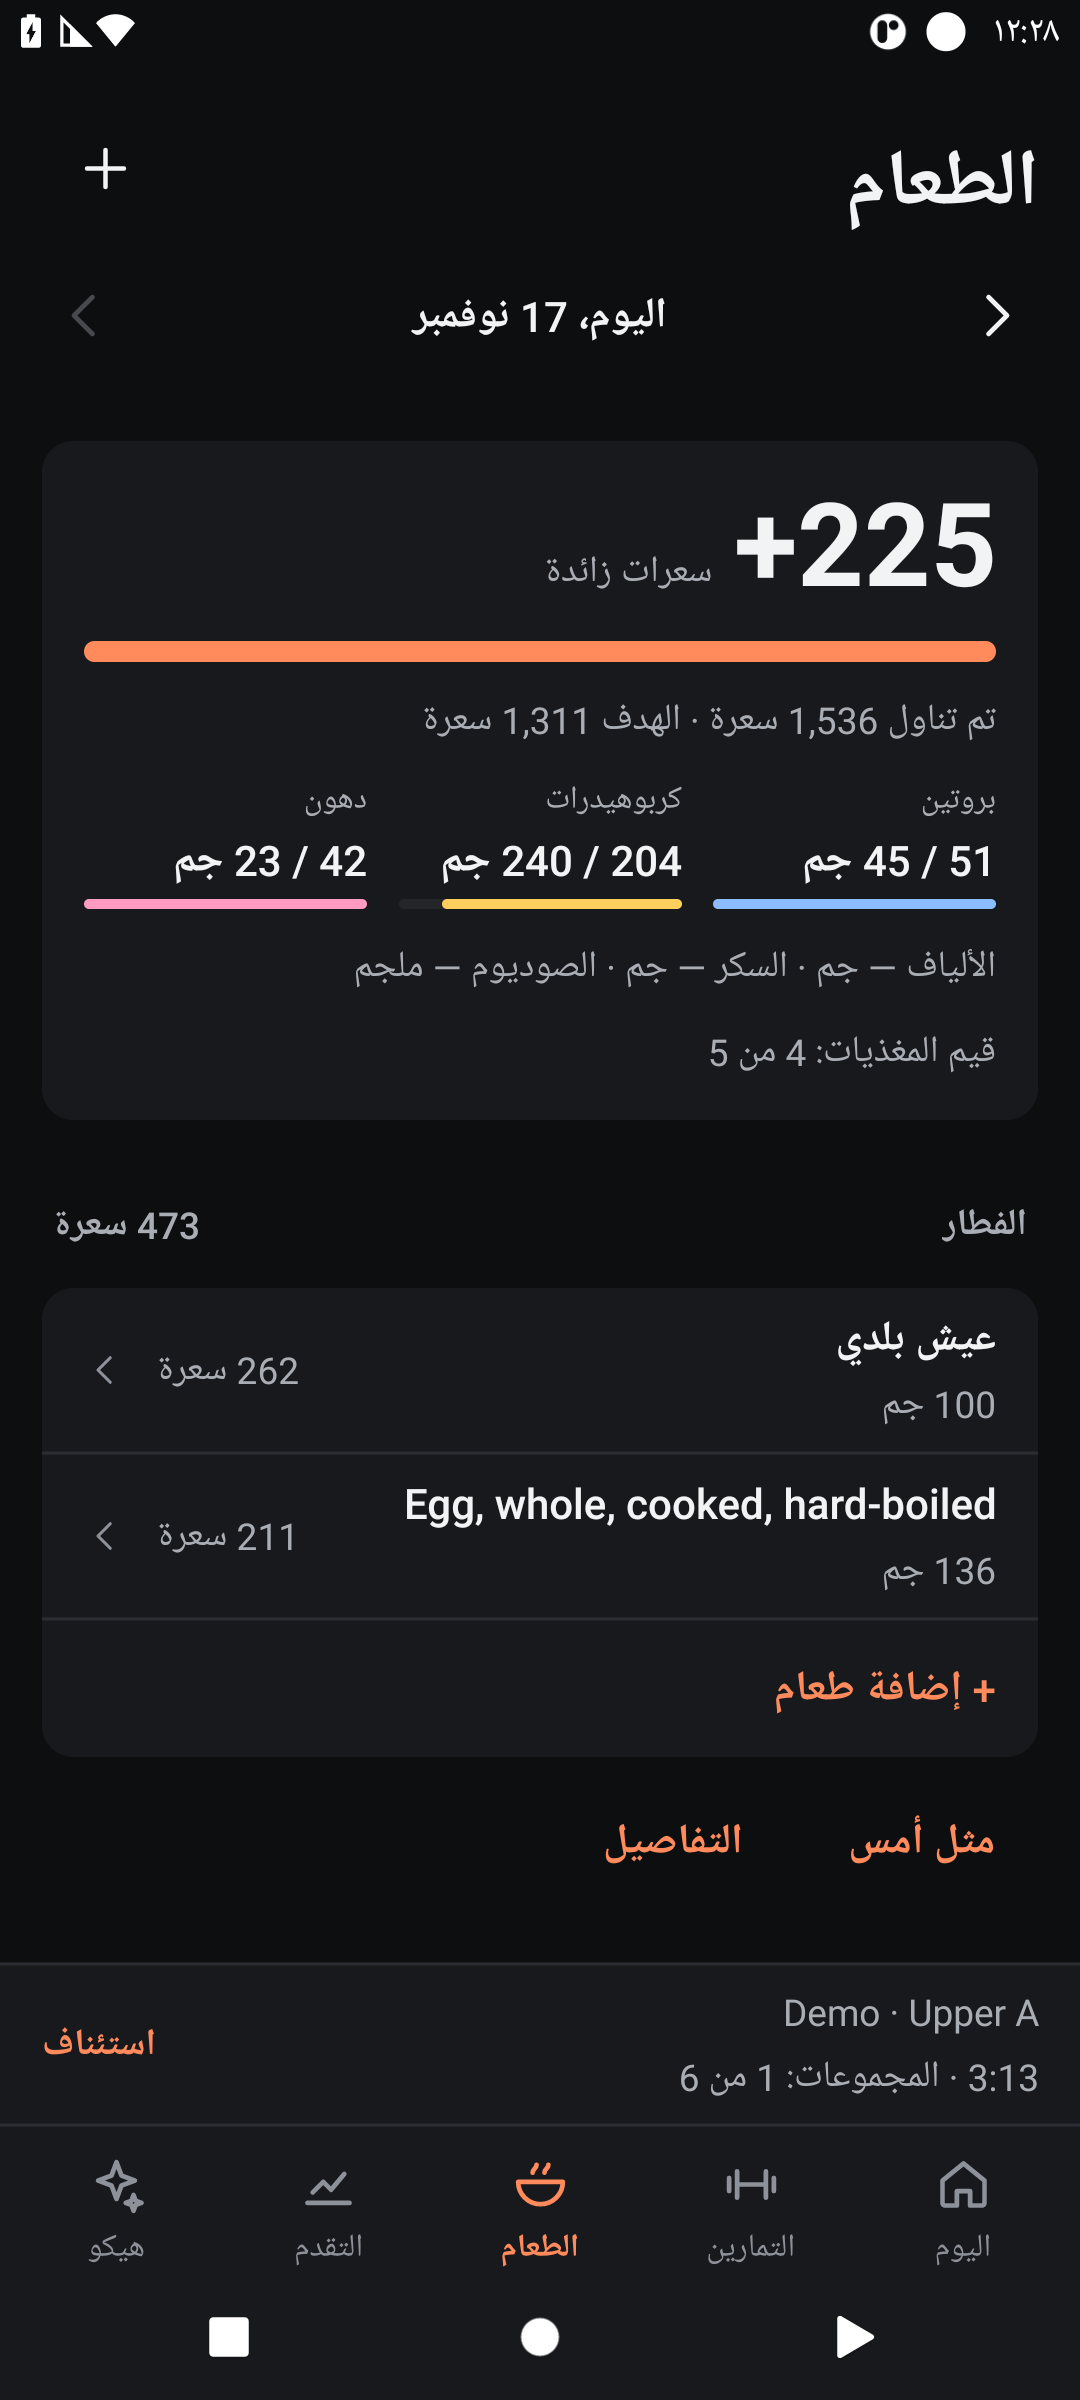 ١٢:٢٨
الطعام
اليوم، 17 نوفمبر
+225 سعرات زائدة
تم تناول 1,536 سعرة · الهدف 1,311 سعرة
بروتين كربوهيدرات دهون
51 / 45 جم 204 / 240 جم 42 / 23 جم
الألياف — جم · السكر — جم · الصوديوم — ملجم
قيم المغذيات: 4 من 5
الفطار 473 سعرة
عيش بلدي 262 سعرة
100 جم
Egg, whole, cooked, hard-boiled 211 سعرة
136 جم
+ إضافة طعام
مثل أمس التفاصيل
Demo · Upper A
3:13 · المجموعات: 1 من 6
استئناف
اليوم التمارين الطعام التقدم هيكو